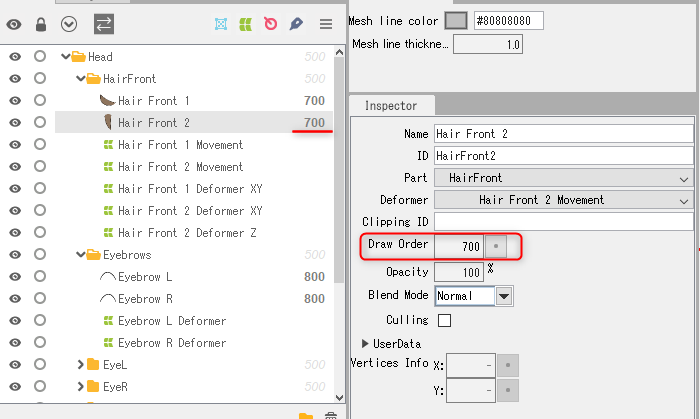 Head 500
HairFront 500
Hair Front 1 700
Hair Front 2 700
Hair Front 1 Movement
Hair Front 2 Movement
Hair Front 1 Deformer XY
Hair Front 2 Deformer XY
Hair Front 2 Deformer Z
Eyebrows 500
Eyebrow L 800
Eyebrow R 800
Eyebrow L Deformer
Eyebrow R Deformer
EyeL 500
EyeR 500
Mesh line color #80808080
Mesh line thickne... 1.0
Inspector
Name Hair Front 2
ID HairFront2
Part HairFront
Deformer Hair Front 2 Movement
Clipping ID
Draw Order 700
Opacity 100 %
Blend Mode Normal
Culling
UserData
Vertices Info X: -
Y: -